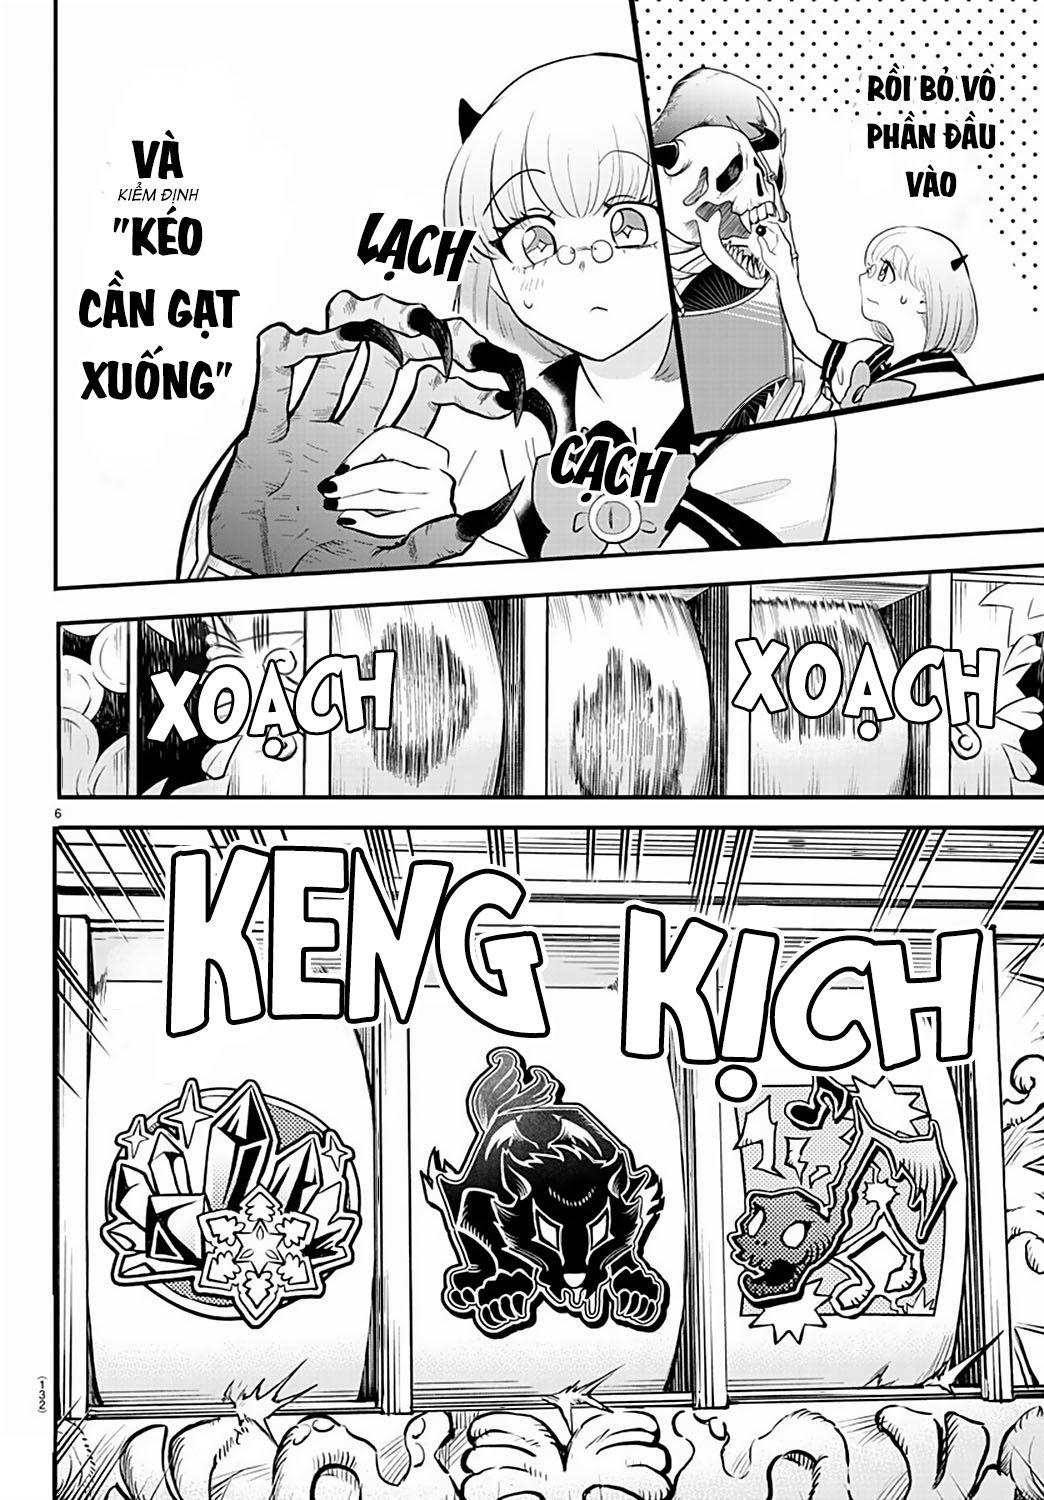 RỒI BỎ VÔ
PHẦN ĐẦU
VÀO
VÀ
KIỂM ĐỊNH
"KÉO
CẦN GẠT
XUỐNG"
LẠCH
CẠCH
XOẠCH
XOẠCH
6
KENG
KỊCH
(132)